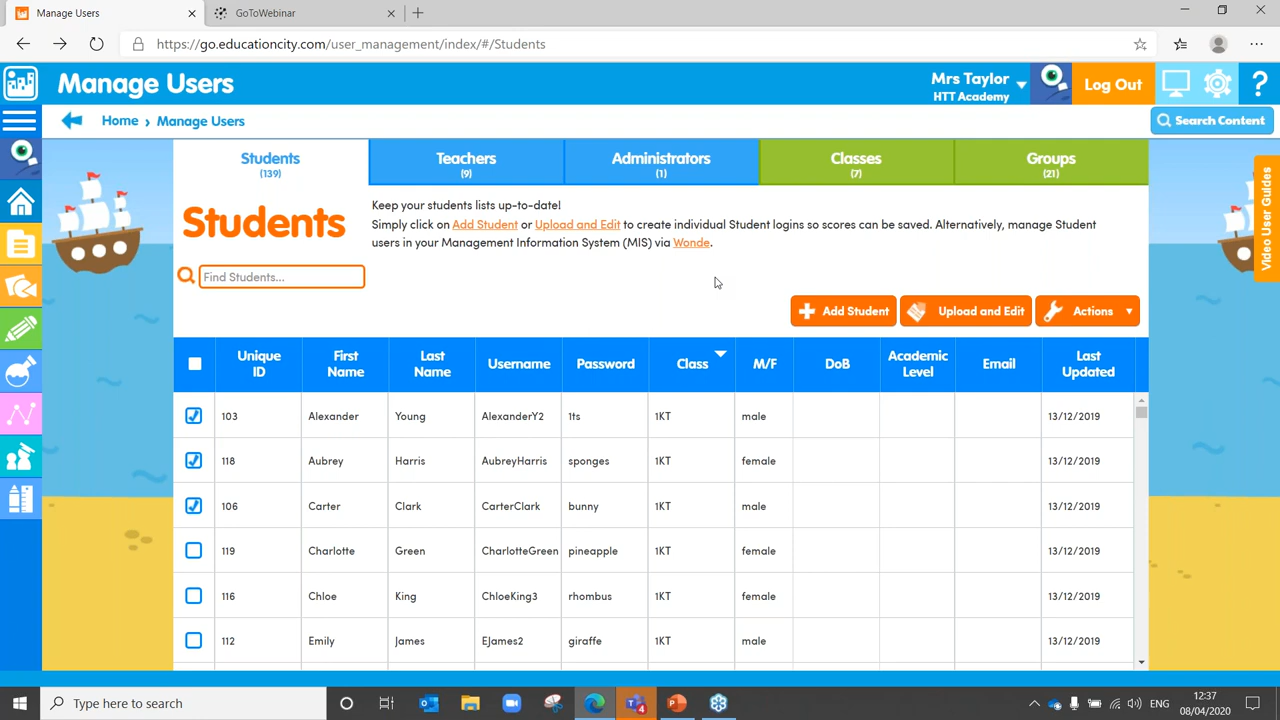 Manage Users
GoToWebinar
https://go.educationcity.com/user_management/index/#/Students
Manage Users
Mrs Taylor
HTT Academy
Log Out
?
Home › Manage Users
Search Content
Students
(139)
Teachers
(9)
Administrators
(1)
Classes
(7)
Groups
(21)
Video User Guides
Students
Keep your students lists up-to-date!
Simply click on Add Student or Upload and Edit to create individual Student logins so scores can be saved. Alternatively, manage Student
users in your Management Information System (MIS) via Wonde.
Find Students...
Add Student
Upload and Edit
Actions
Unique ID First Name Last Name Username Password Class M/F DoB Academic Level Email Last Updated
103 Alexander Young AlexanderY2 1ts 1KT male 13/12/2019
118 Aubrey Harris AubreyHarris sponges 1KT female 13/12/2019
106 Carter Clark CarterClark bunny 1KT male 13/12/2019
119 Charlotte Green CharlotteGreen pineapple 1KT female 13/12/2019
116 Chloe King ChloeKing3 rhombus 1KT female 13/12/2019
112 Emily James EJames2 giraffe 1KT male 13/12/2019
Type here to search
4
ENG
12:37
08/04/2020